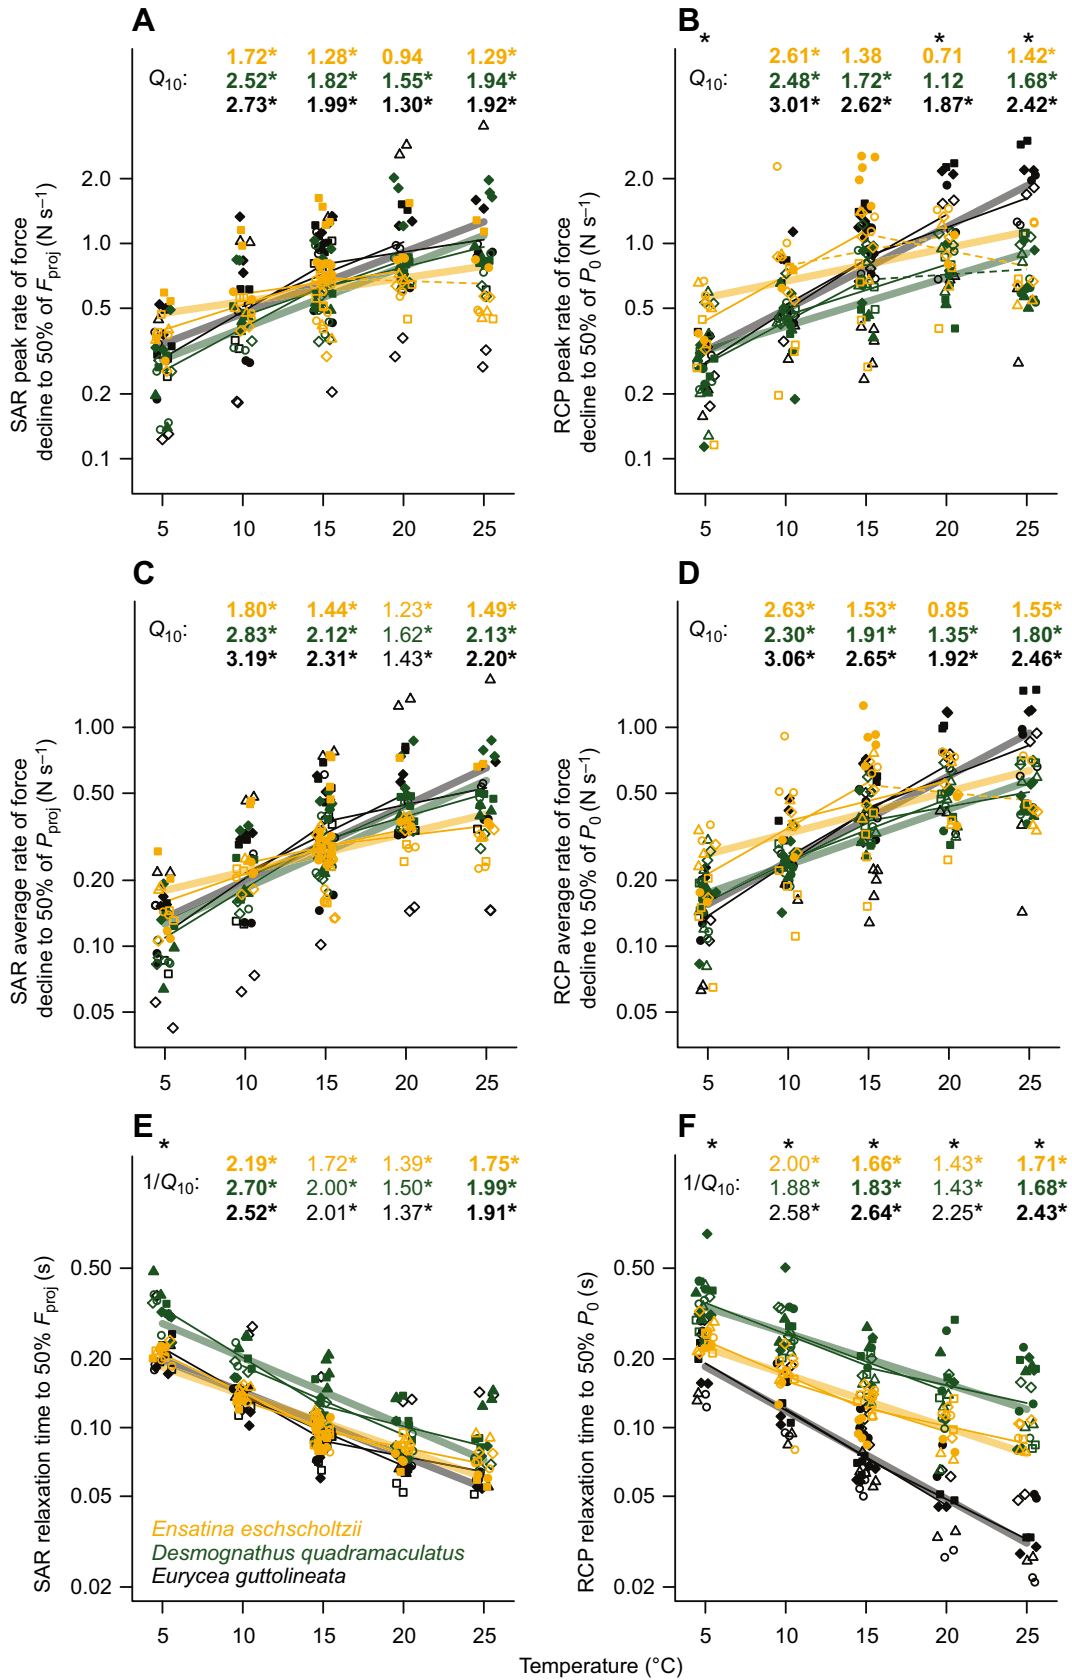 A
1.72* 1.28* 0.94 1.29*
Q10: 2.52* 1.82* 1.55* 1.94*
2.73* 1.99* 1.30* 1.92*
SAR peak rate of force
decline to 50% of Fproj (N s–1)
2.0
1.0
0.5
0.2
0.1
5 10 15 20 25
B
* * *
2.61* 1.38 0.71 1.42*
Q10: 2.48* 1.72* 1.12 1.68*
3.01* 2.62* 1.87* 2.42*
RCP peak rate of force
decline to 50% of P0 (N s–1)
2.0
1.0
0.5
0.2
0.1
5 10 15 20 25
C
1.80* 1.44* 1.23* 1.49*
Q10: 2.83* 2.12* 1.62* 2.13*
3.19* 2.31* 1.43* 2.20*
SAR average rate of force
decline to 50% of Pproj (N s–1)
1.00
0.50
0.20
0.10
0.05
5 10 15 20 25
D
2.63* 1.53* 0.85 1.55*
Q10: 2.30* 1.91* 1.35* 1.80*
3.06* 2.65* 1.92* 2.46*
RCP average rate of force
decline to 50% of P0 (N s–1)
1.00
0.50
0.20
0.10
0.05
5 10 15 20 25
E
*
2.19* 1.72* 1.39* 1.75*
1/Q10: 2.70* 2.00* 1.50* 1.99*
2.52* 2.01* 1.37* 1.91*
SAR relaxation time to 50% Fproj (s)
0.50
0.20
0.10
0.05
0.02
Ensatina eschscholtzii
Desmognathus quadramaculatus
Eurycea guttolineata
5 10 15 20 25
F
* * * * *
2.00* 1.66* 1.43* 1.71*
1/Q10: 1.88* 1.83* 1.43* 1.68*
2.58* 2.64* 2.25* 2.43*
RCP relaxation time to 50% P0 (s)
0.50
0.20
0.10
0.05
0.02
5 10 15 20 25
Temperature (°C)